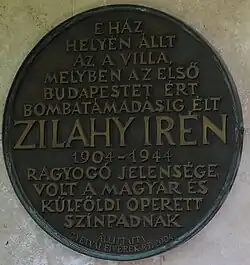 E HÁZ
HELYÉN ÁLLT
AZ A VILLA,
MELYBEN AZ ELSŐ
BUDAPESTET ÉRT
BOMBATÁMADÁSIG ÉLT
ZILAHY IRÉN
1904-1944
RAGYOGÓ JELENSÉGE
VOLT A MAGYAR ÉS
KÜLFÖLDI OPERETT
SZÍNPADNAK
ÁLLÍTATTA